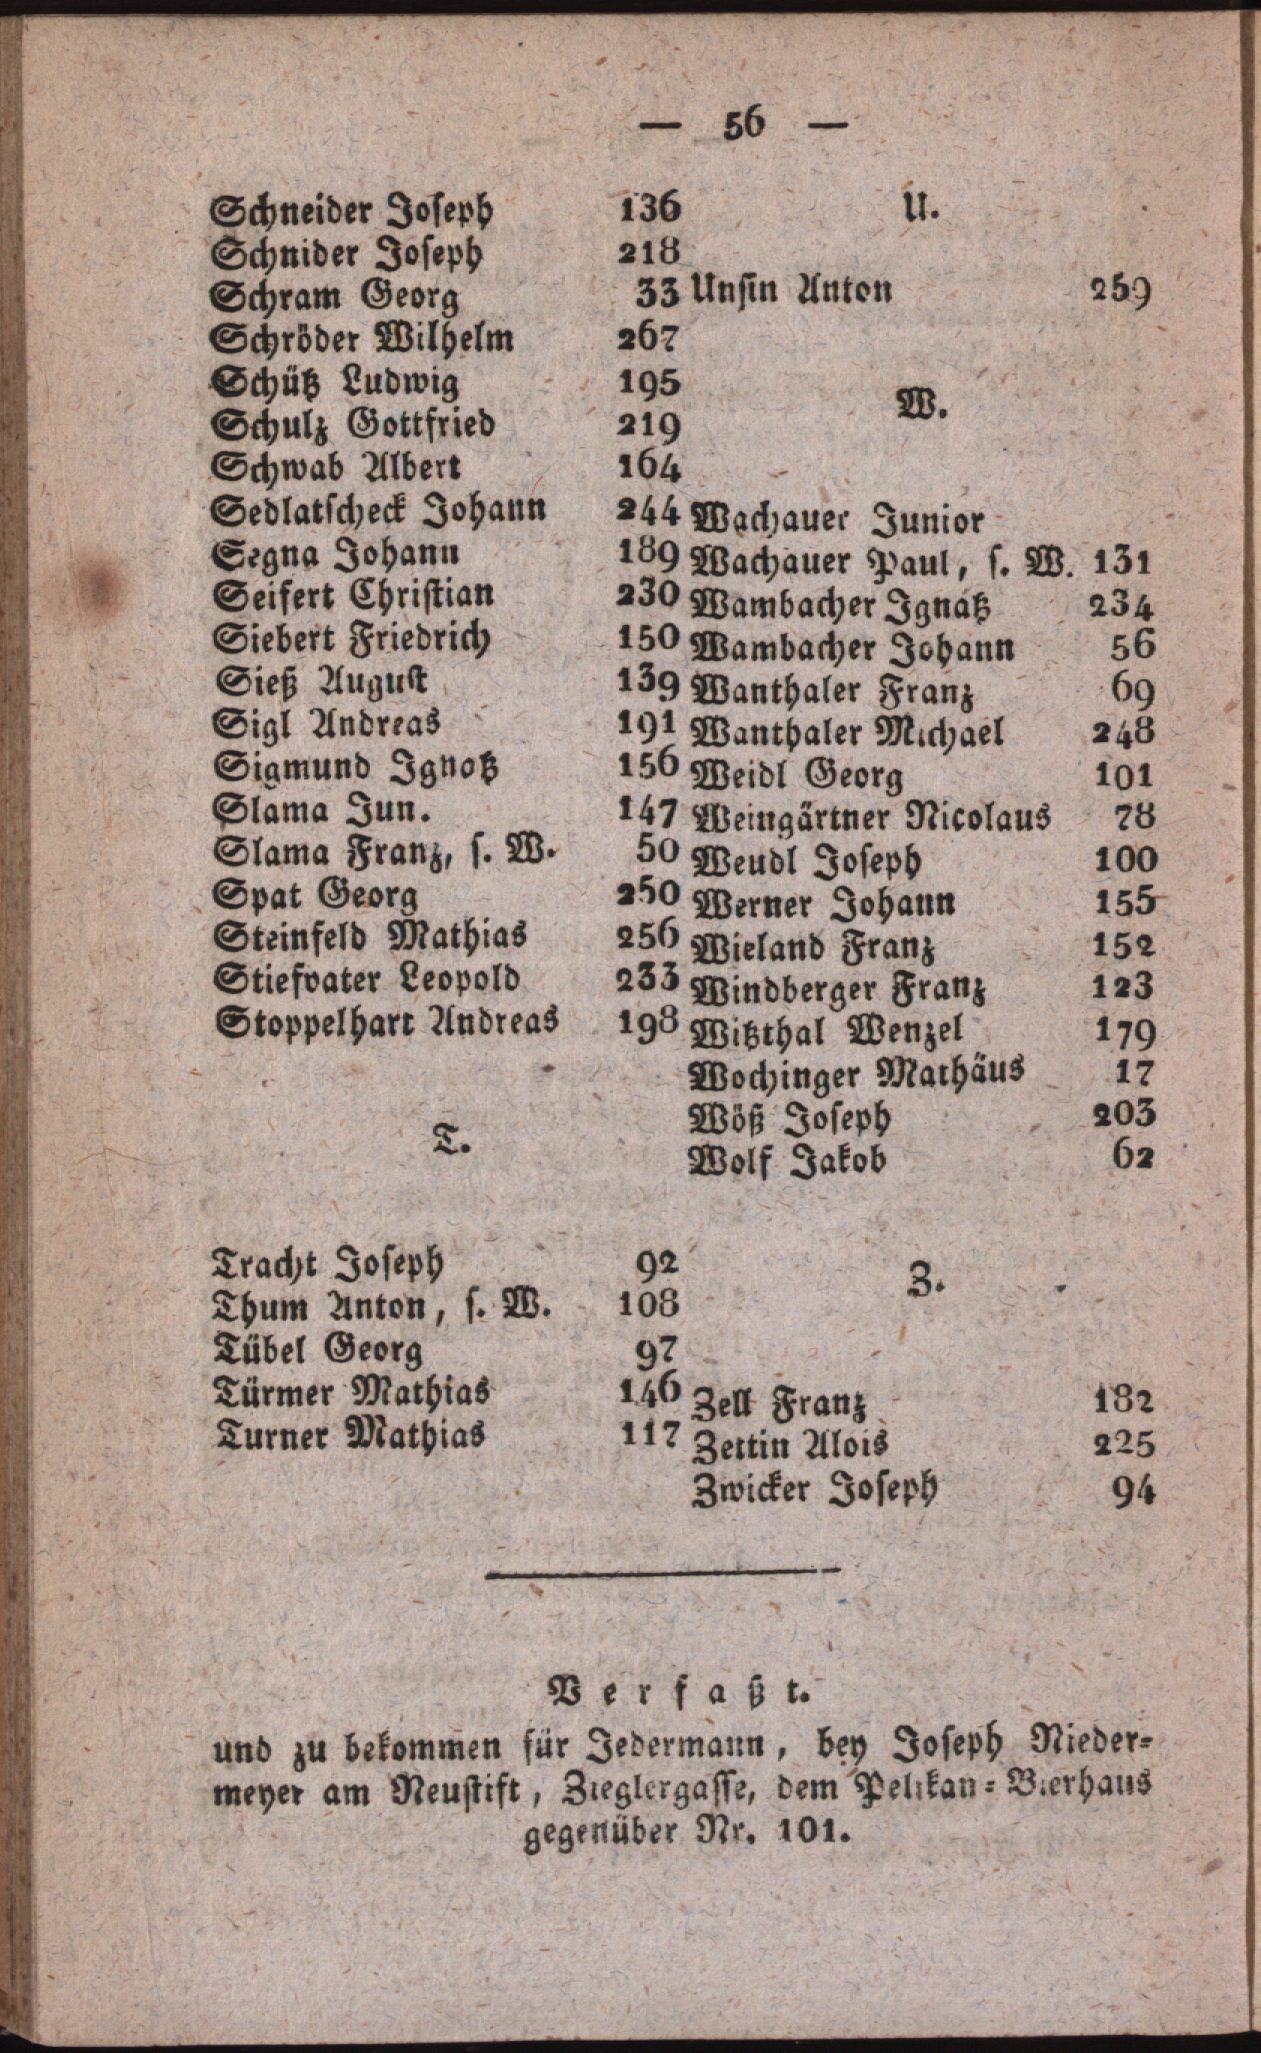 — 56 —
Schneider Joseph 136
Schnider Joseph 218
Schram Georg 33
Schröder Wilhelm 267
Schütz Ludwig 195
Schulz Gottfried 219
Schwab Albert 164
Sedlatscheck Johann 244
Segna Johann 189
Seifert Christian 230
Siebert Friedrich 150
Sieß August 139
Sigl Andreas 191
Sigmund Ignatz 156
Slama Jun. 147
Slama Franz, s. W. 50
Spat Georg 250
Steinfeld Mathias 256
Stiefvater Leopold 233
Stoppelhart Andreas 198
T.
Tracht Joseph 92
Thum Anton, s. W. 108
Tübel Georg 97
Türmer Mathias 146
Turner Mathias 117
U.
Unsin Anton 259
W.
Wachauer Junior
Wachauer Paul, s. W. 131
Wambacher Ignatz 234
Wambacher Johann 56
Wanthaler Franz 69
Wanthaler Michael 248
Weidl Georg 101
Weingärtner Nicolaus 78
Weudl Joseph 100
Werner Johann 155
Wieland Franz 152
Windberger Franz 123
Witzthal Wenzel 179
Wochinger Mathäus 17
Wöß Joseph 203
Wolf Jakob 62
Z.
Zell Franz 182
Zettin Alois 225
Zwicker Joseph 94
Verfaßt.
und zu bekommen für Jedermann, bey Joseph Nieder=
meyer am Neustift, Zieglergasse, dem Pelikan=Bierhaus
gegenüber Nr. 101.